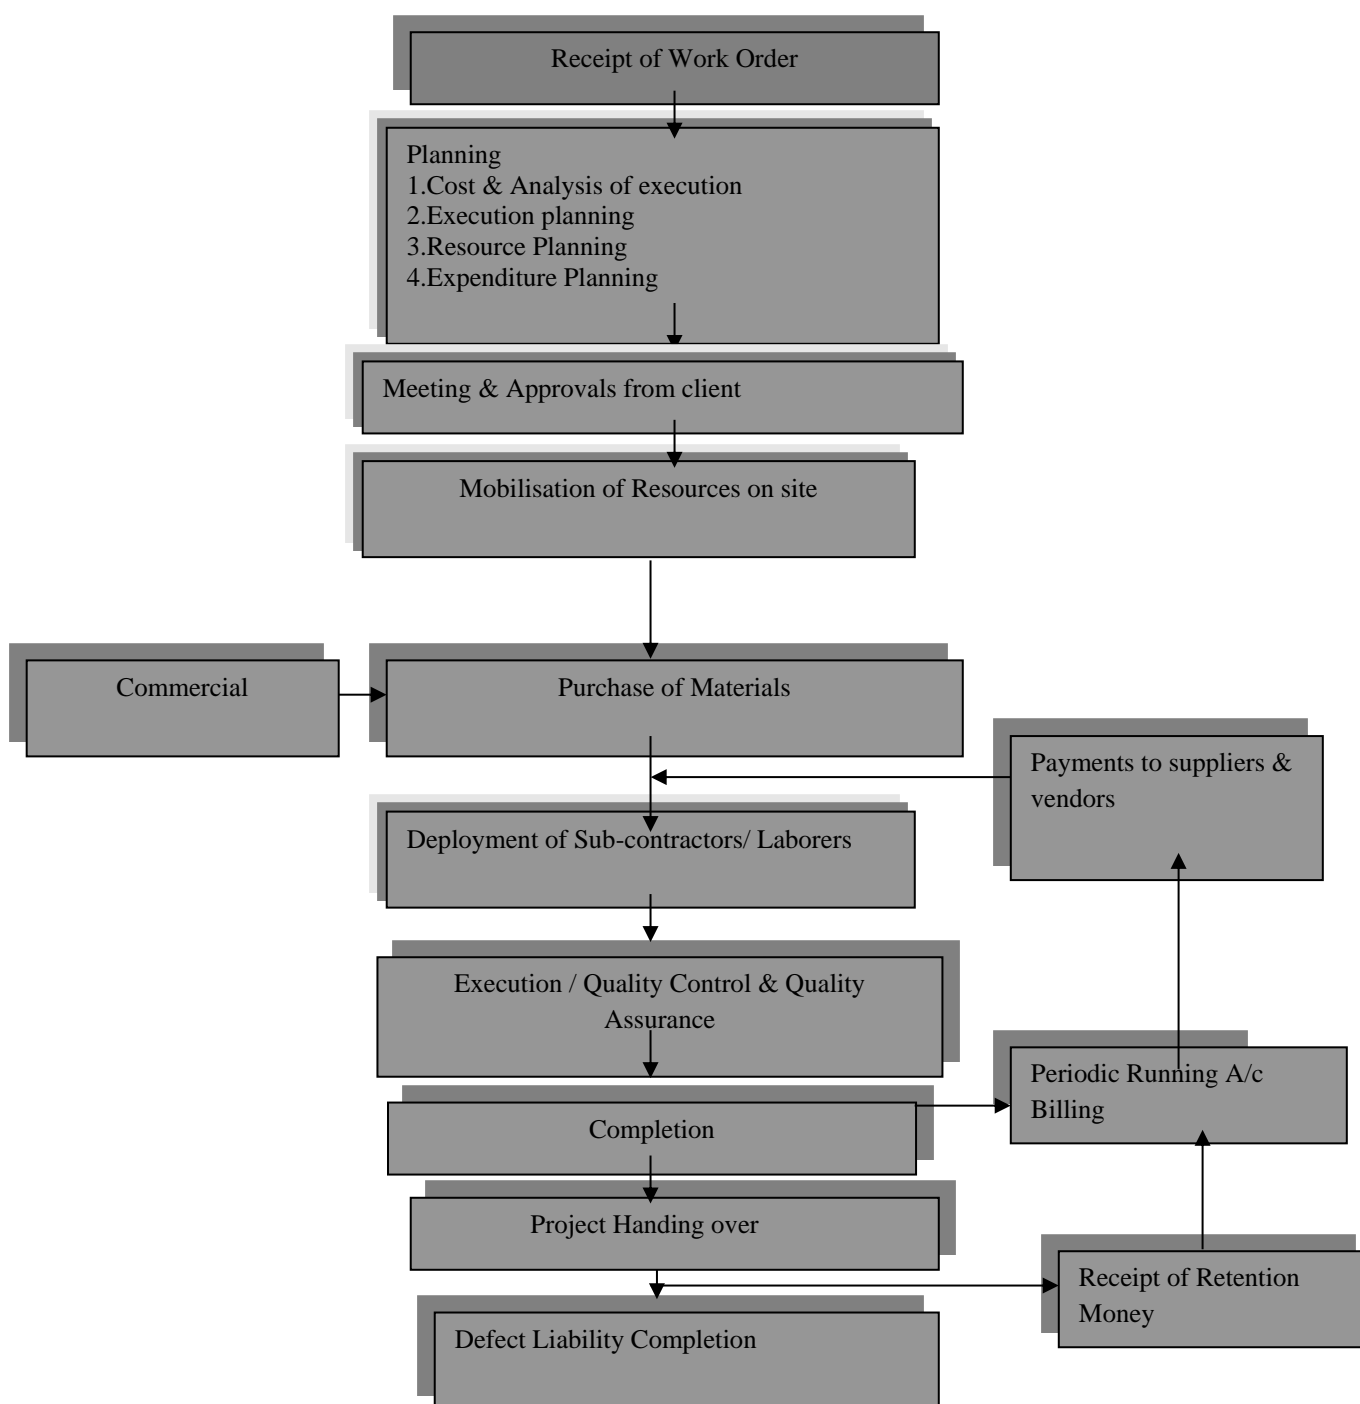 Receipt of Work Order
Planning
1.Cost & Analysis of execution
2.Execution planning
3.Resource Planning
4.Expenditure Planning
Meeting & Approvals from client
Mobilisation of Resources on site
Commercial
Purchase of Materials
Payments to suppliers &
vendors
Deployment of Sub-contractors/ Laborers
Execution / Quality Control & Quality
Assurance
Periodic Running A/c
Billing
Completion
Project Handing over
Receipt of Retention
Money
Defect Liability Completion